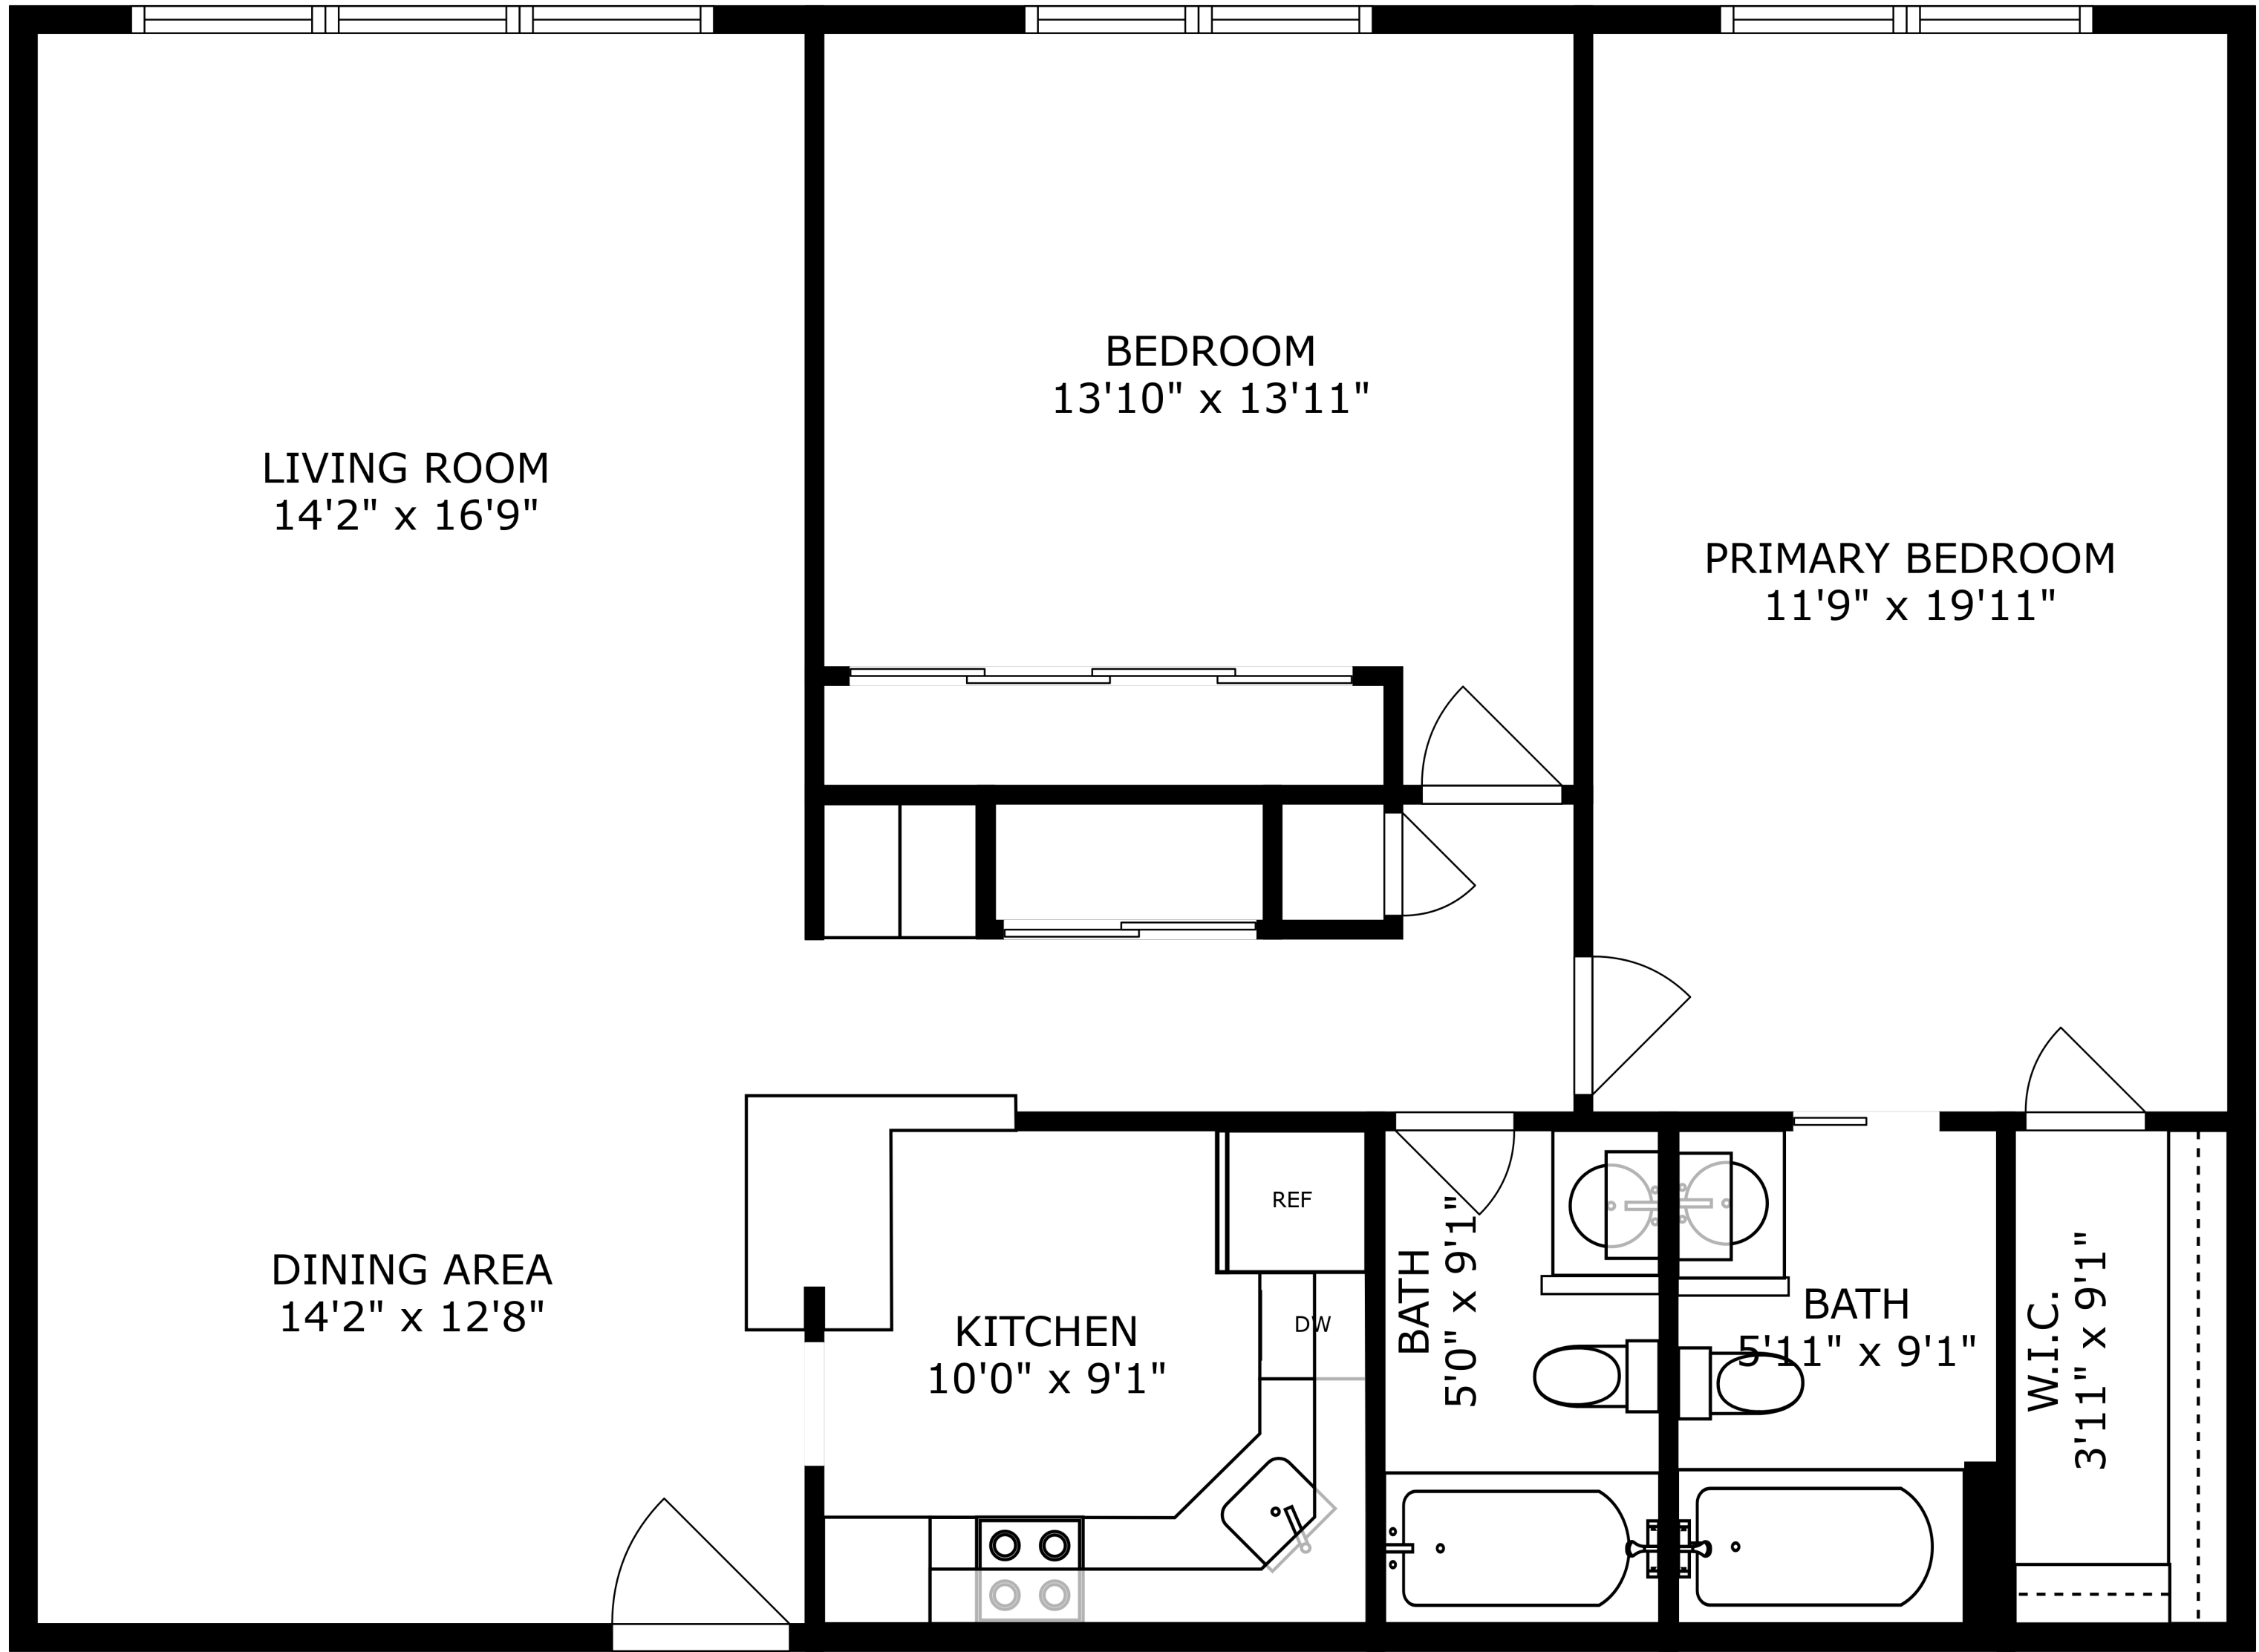 BEDROOM
13'10" x 13'11"
LIVING ROOM
14'2" x 16'9"
PRIMARY BEDROOM
11'9" x 19'11"
REF
DINING AREA
14'2" x 12'8"
KITCHEN
10'0" x 9'1"
DW
BATH
5'0" x 9'1"
BATH
5'11" x 9'1"
W.I.C.
3'11" x 9'1"